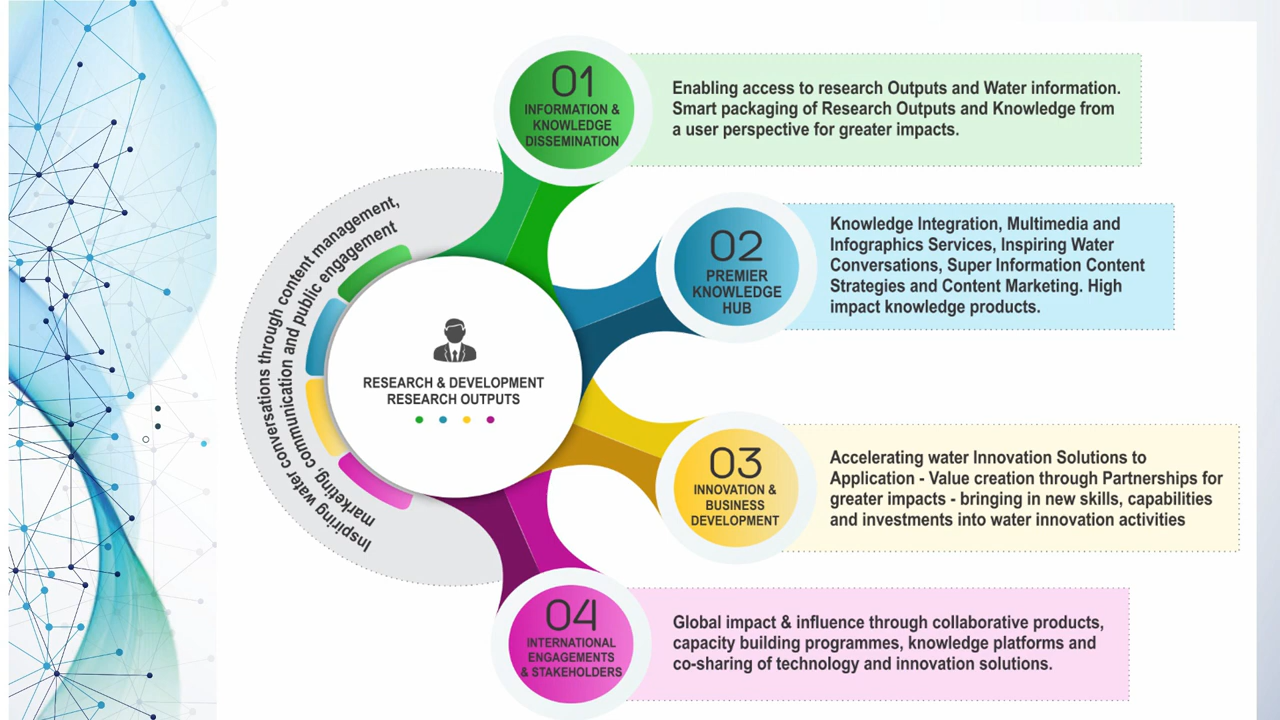 01
INFORMATION &
KNOWLEDGE
DISSEMINATION
Enabling access to research Outputs and Water information.
Smart packaging of Research Outputs and Knowledge from
a user perspective for greater impacts.
02
PREMIER
KNOWLEDGE
HUB
Knowledge Integration, Multimedia and
Infographics Services, Inspiring Water
Conversations, Super Information Content
Strategies and Content Marketing. High
impact knowledge products.
Inspiring water conversations through content management,
marketing, communication and public engagement
RESEARCH & DEVELOPMENT
RESEARCH OUTPUTS
03
INNOVATION &
BUSINESS
DEVELOPMENT
Accelerating water Innovation Solutions to
Application - Value creation through Partnerships for
greater impacts - bringing in new skills, capabilities
and investments into water innovation activities
04
INTERNATIONAL
ENGAGEMENTS
& STAKEHOLDERS
Global impact & influence through collaborative products,
capacity building programmes, knowledge platforms and
co-sharing of technology and innovation solutions.